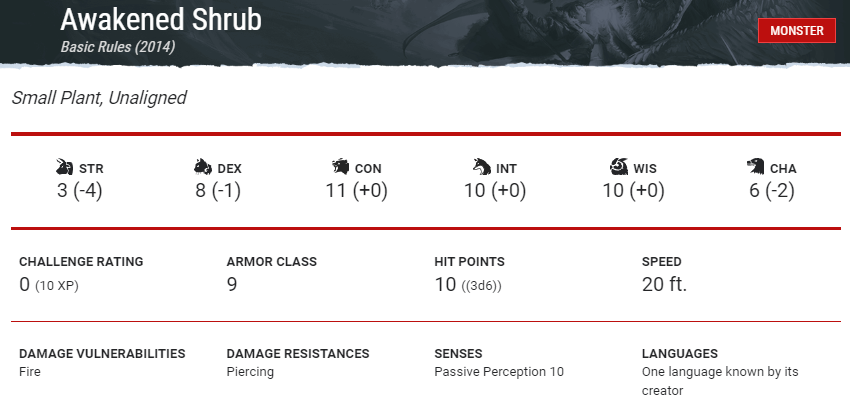 Awakened Shrub
Basic Rules (2014)
MONSTER
Small Plant, Unaligned
STR DEX CON INT WIS CHA
3 (-4) 8 (-1) 11 (+0) 10 (+0) 10 (+0) 6 (-2)
CHALLENGE RATING ARMOR CLASS HIT POINTS SPEED
0 (10 XP) 9 10 ((3d6)) 20 ft.
DAMAGE VULNERABILITIES DAMAGE RESISTANCES SENSES LANGUAGES
Fire Piercing Passive Perception 10 One language known by its
creator